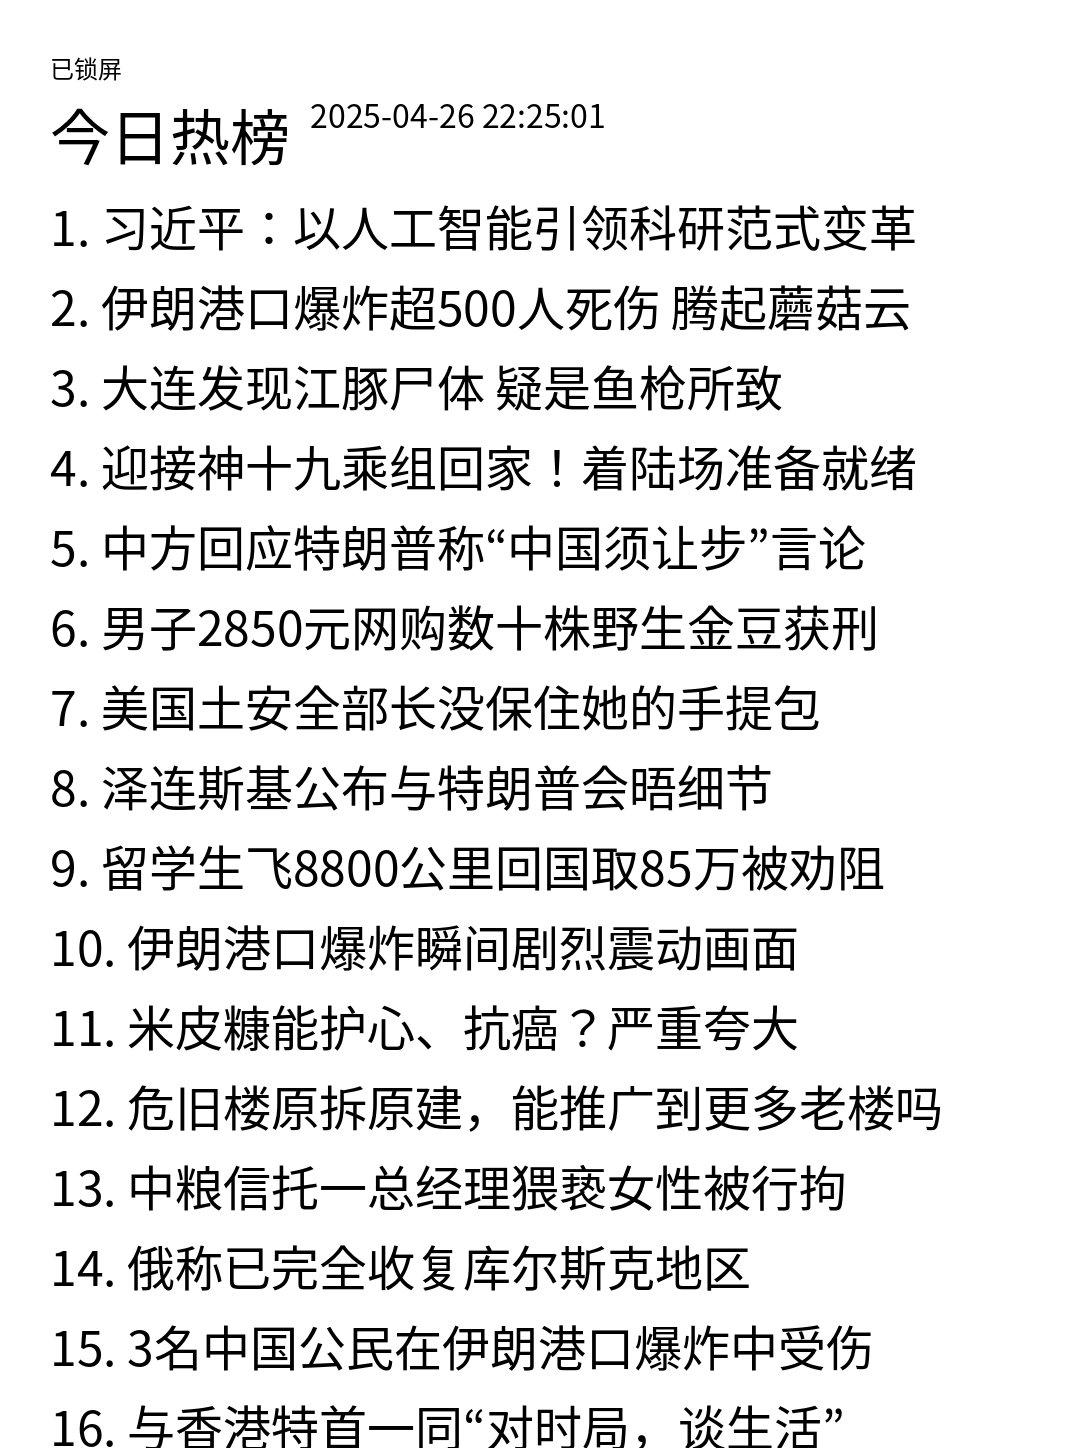 已锁屏
今日热榜 2025-04-26 22:25:01
1. 习近平：以人工智能引领科研范式变革
2. 伊朗港口爆炸超500人死伤 腾起蘑菇云
3. 大连发现江豚尸体 疑是鱼枪所致
4. 迎接神十九乘组回家！着陆场准备就绪
5. 中方回应特朗普称“中国须让步”言论
6. 男子2850元网购数十株野生金豆获刑
7. 美国土安全部长没保住她的手提包
8. 泽连斯基公布与特朗普会晤细节
9. 留学生飞8800公里回国取85万被劝阻
10. 伊朗港口爆炸瞬间剧烈震动画面
11. 米皮糠能护心、抗癌？严重夸大
12. 危旧楼原拆原建，能推广到更多老楼吗
13. 中粮信托一总经理猥亵女性被行拘
14. 俄称已完全收复库尔斯克地区
15. 3名中国公民在伊朗港口爆炸中受伤
16. 与香港特首一同“对时局，谈生活”